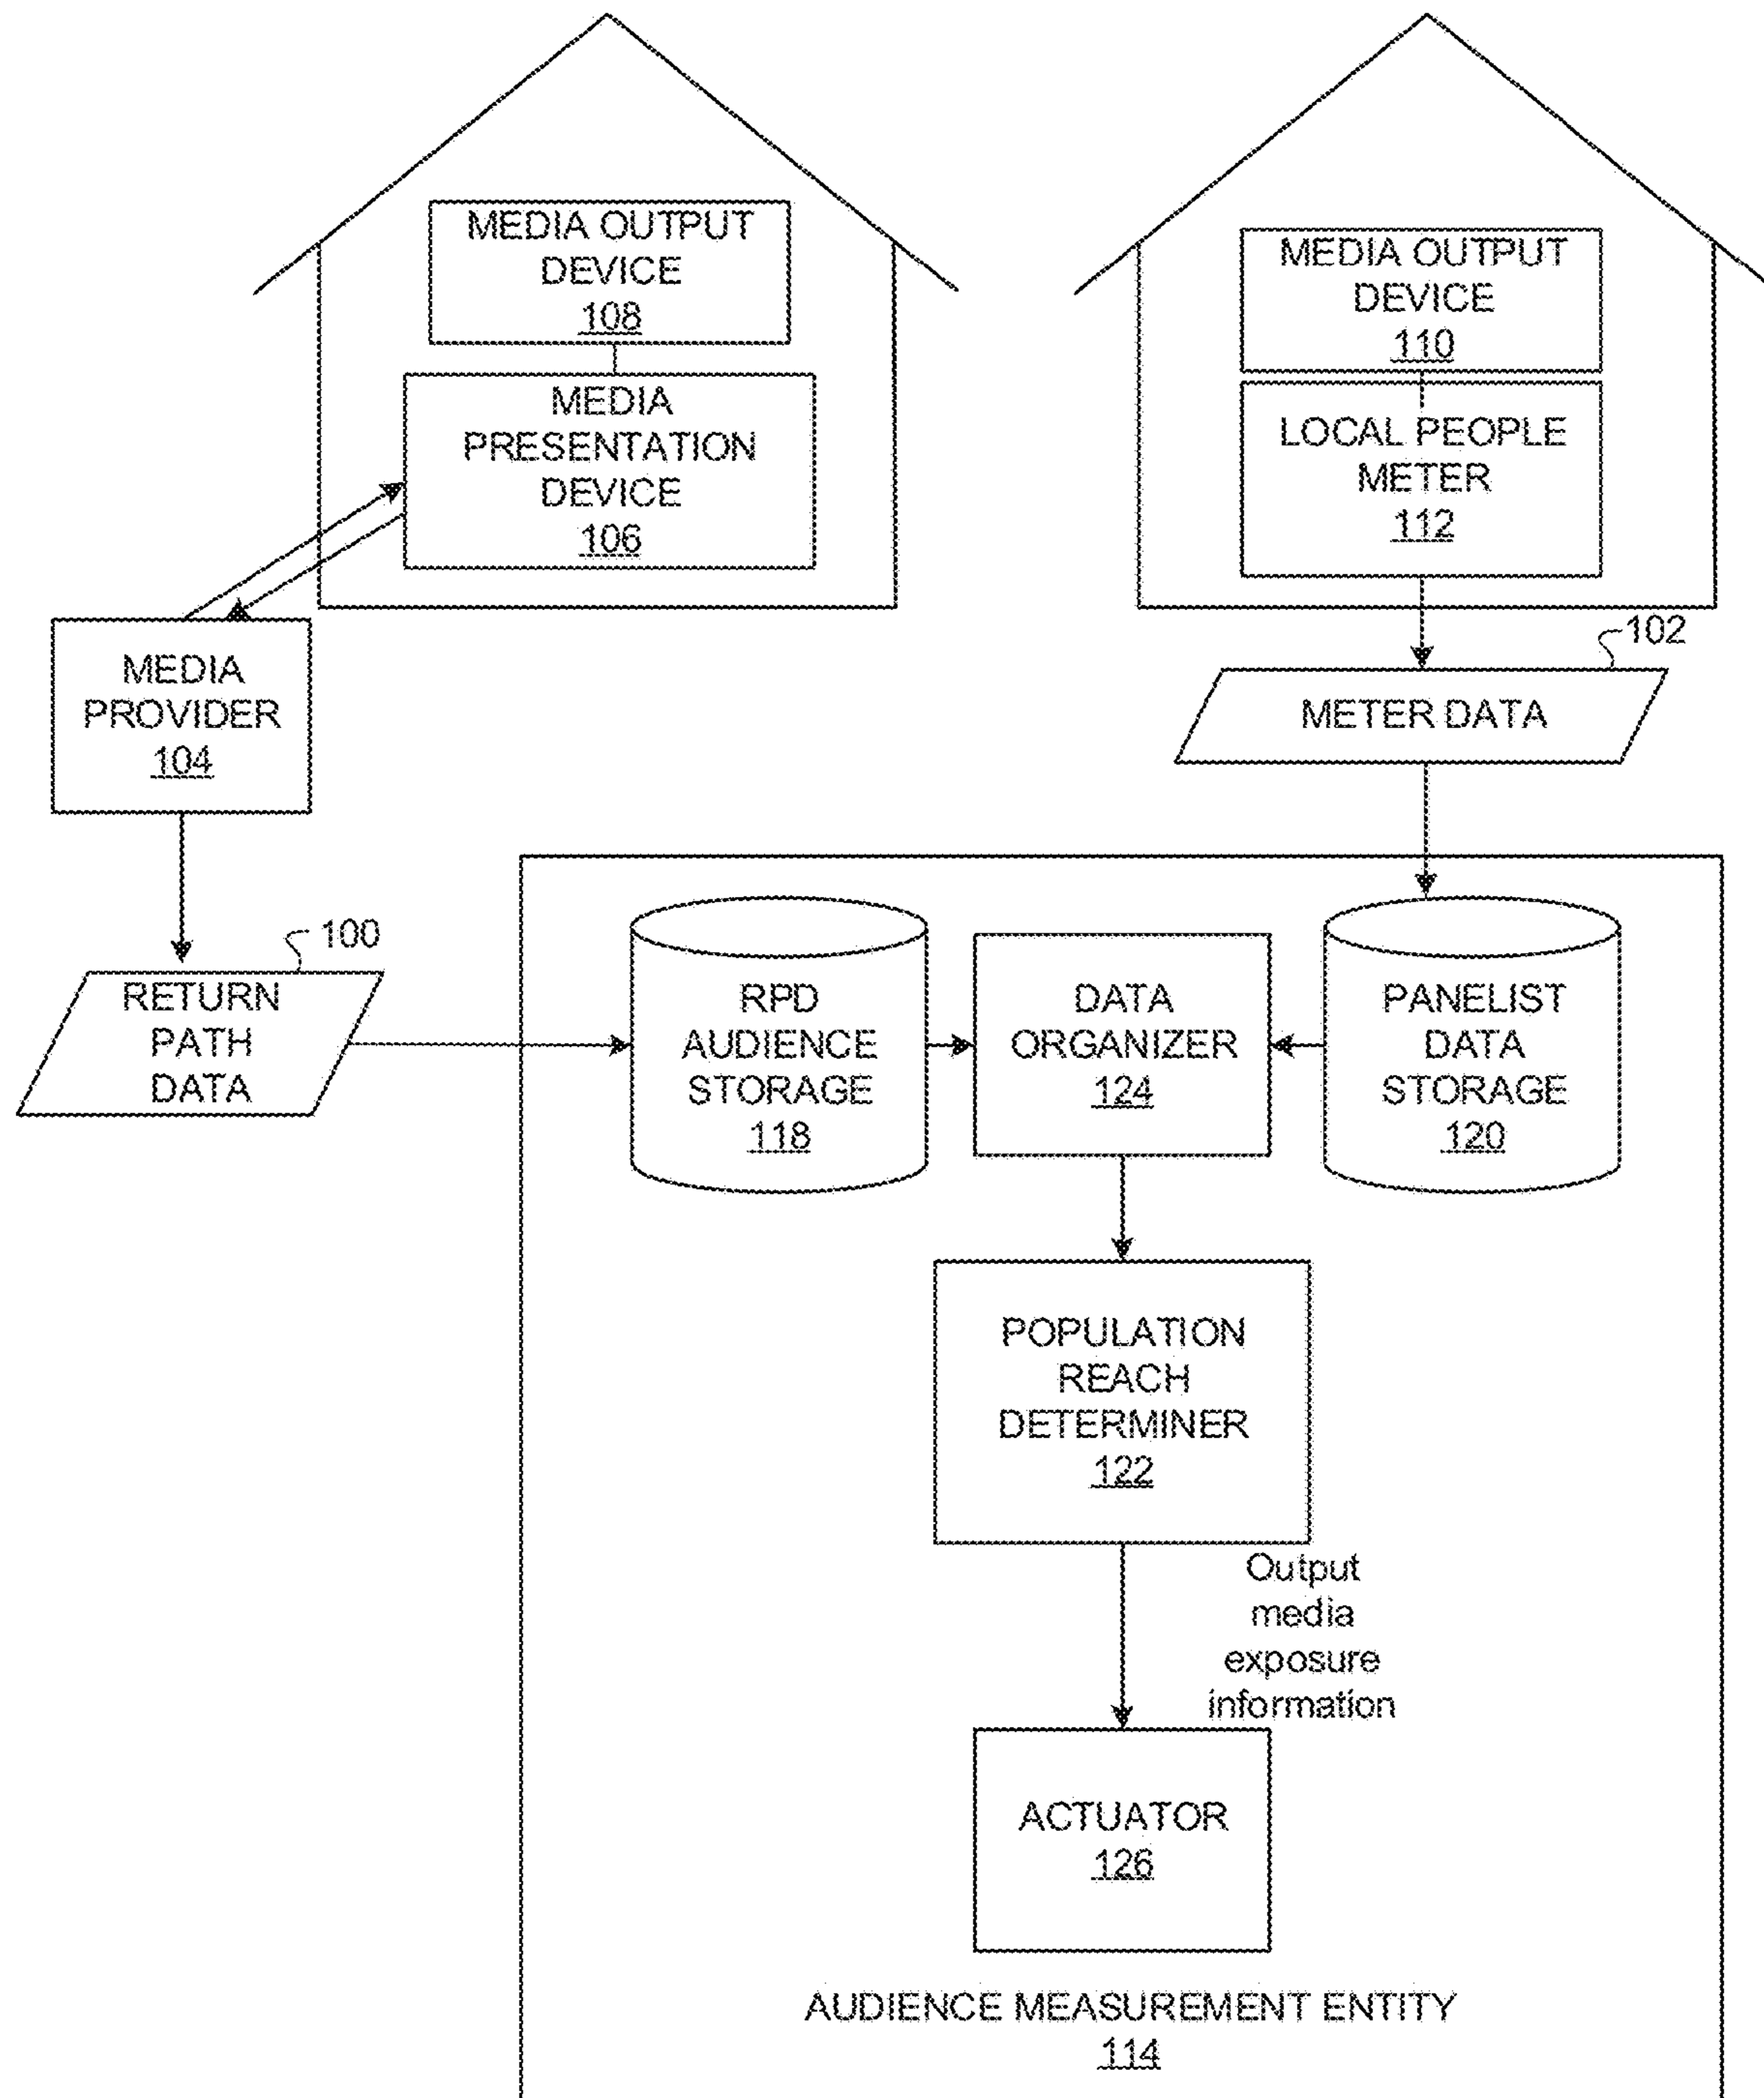 MEDIA OUTPUT
DEVICE
108
MEDIA
PRESENTATION
DEVICE
106
MEDIA OUTPUT
DEVICE
110
LOCAL PEOPLE
METER
112
102
METER DATA
MEDIA
PROVIDER
104
100
RETURN
PATH
DATA
RPD
AUDIENCE
STORAGE
118
DATA
ORGANIZER
124
PANELIST
DATA
STORAGE
120
POPULATION
REACH
DETERMINER
122
Output
media
exposure
information
ACTUATOR
126
AUDIENCE MEASUREMENT ENTITY
114